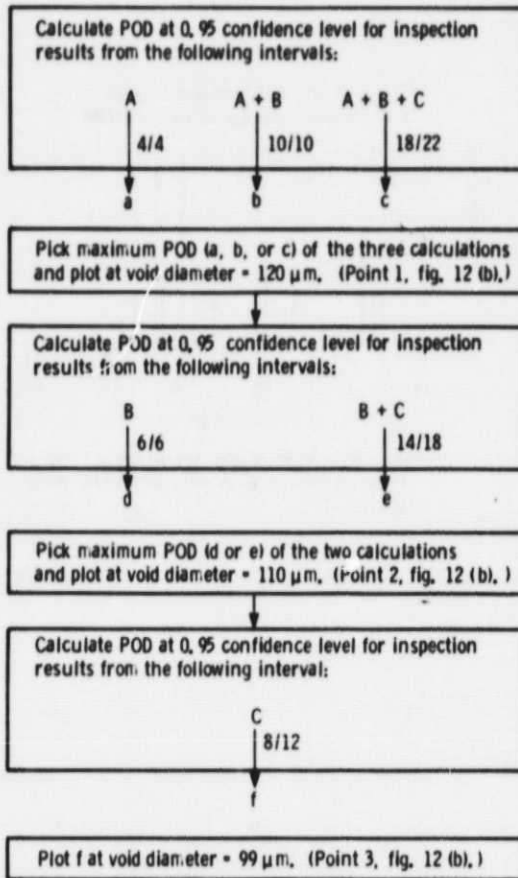 Calculate POD at 0.95 confidence level for inspection
results from the following intervals:
A A + B A + B + C
4/4 10/10 18/22
a b c
Pick maximum POD (a, b, or c) of the three calculations
and plot at void diameter = 120 μm. (Point 1, fig. 12 (b).)
Calculate POD at 0.95 confidence level for inspection
results from the following intervals:
B B + C
6/6 14/18
d e
Pick maximum POD (d or e) of the two calculations
and plot at void diameter = 110 μm. (Point 2, fig. 12 (b).)
Calculate POD at 0.95 confidence level for inspection
results from the following interval:
C
8/12
f
Plot f at void diameter = 99 μm. (Point 3, fig. 12 (b).)